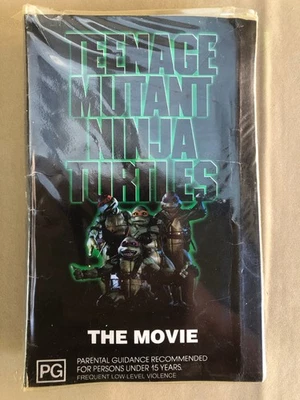 TEENAGE
MUTANT
NINJA
TURTLES
THE MOVIE
PG
PARENTAL GUIDANCE RECOMMENDED
FOR PERSONS UNDER 15 YEARS.
FREQUENT LOW-LEVEL VIOLENCE